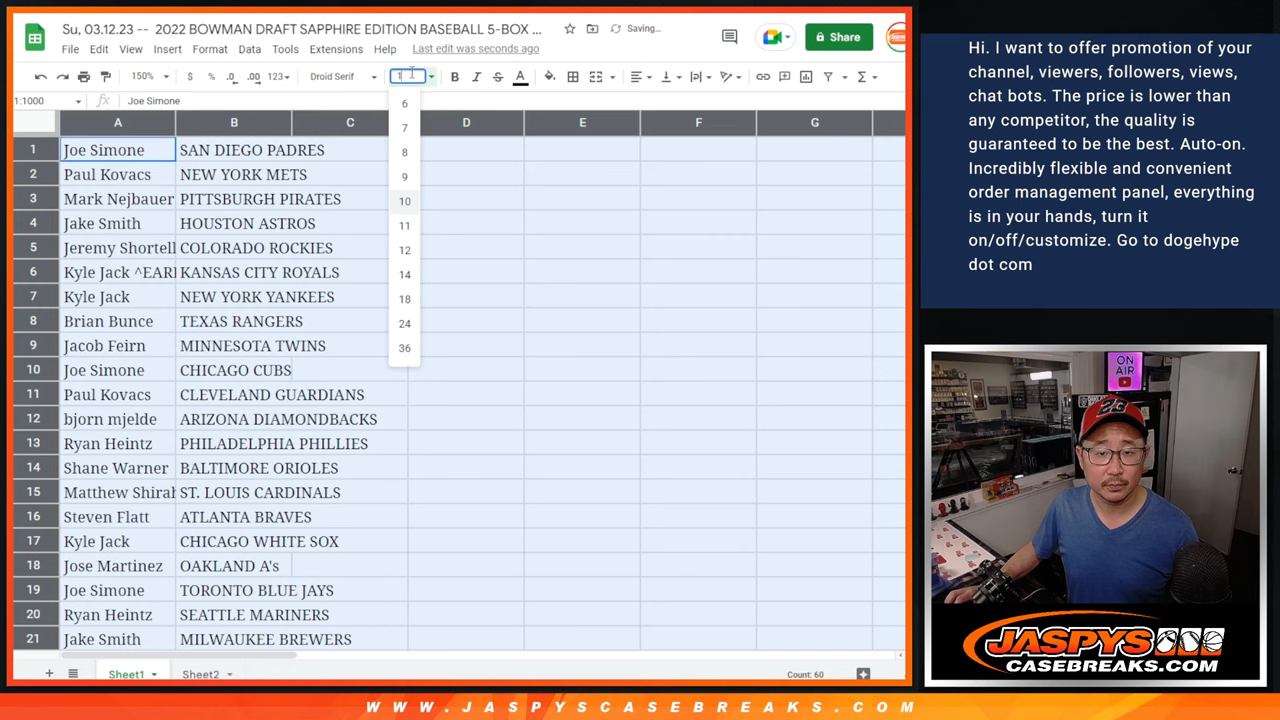 Su, 03.12.23 -- 2022 BOWMAN DRAFT SAPPHIRE EDITION BASEBALL 5-BOX ...
Saving...
Share
File Edit View Insert Format Data Tools Extensions Help Last edit was seconds ago
150% $ % .0 .00 123 Droid Serif 1 B I S A
1:1000 fx Joe Simone
A B C D E F G
1 Joe Simone SAN DIEGO PADRES
2 Paul Kovacs NEW YORK METS
3 Mark Nejbauer PITTSBURGH PIRATES
4 Jake Smith HOUSTON ASTROS
5 Jeremy Shortell COLORADO ROCKIES
6 Kyle Jack ^EARL KANSAS CITY ROYALS
7 Kyle Jack NEW YORK YANKEES
8 Brian Bunce TEXAS RANGERS
9 Jacob Feirn MINNESOTA TWINS
10 Joe Simone CHICAGO CUBS
11 Paul Kovacs CLEVELAND GUARDIANS
12 bjorn mjelde ARIZONA DIAMONDBACKS
13 Ryan Heintz PHILADELPHIA PHILLIES
14 Shane Warner BALTIMORE ORIOLES
15 Matthew Shirah ST. LOUIS CARDINALS
16 Steven Flatt ATLANTA BRAVES
17 Kyle Jack CHICAGO WHITE SOX
18 Jose Martinez OAKLAND A's
19 Joe Simone TORONTO BLUE JAYS
20 Ryan Heintz SEATTLE MARINERS
21 Jake Smith MILWAUKEE BREWERS
6
7
8
9
10
11
12
14
18
24
36
Sheet1 Sheet2 Count: 60
Hi. I want to offer promotion of your
channel, viewers, followers, views,
chat bots. The price is lower than
any competitor, the quality is
guaranteed to be the best. Auto-on.
Incredibly flexible and convenient
order management panel, everything
is in your hands, turn it
on/off/customize. Go to dogehype
dot com
ON
AIR
23
JASPYS
CASEBREAKS.COM
WWW.JASPYSCASEBREAKS.COM